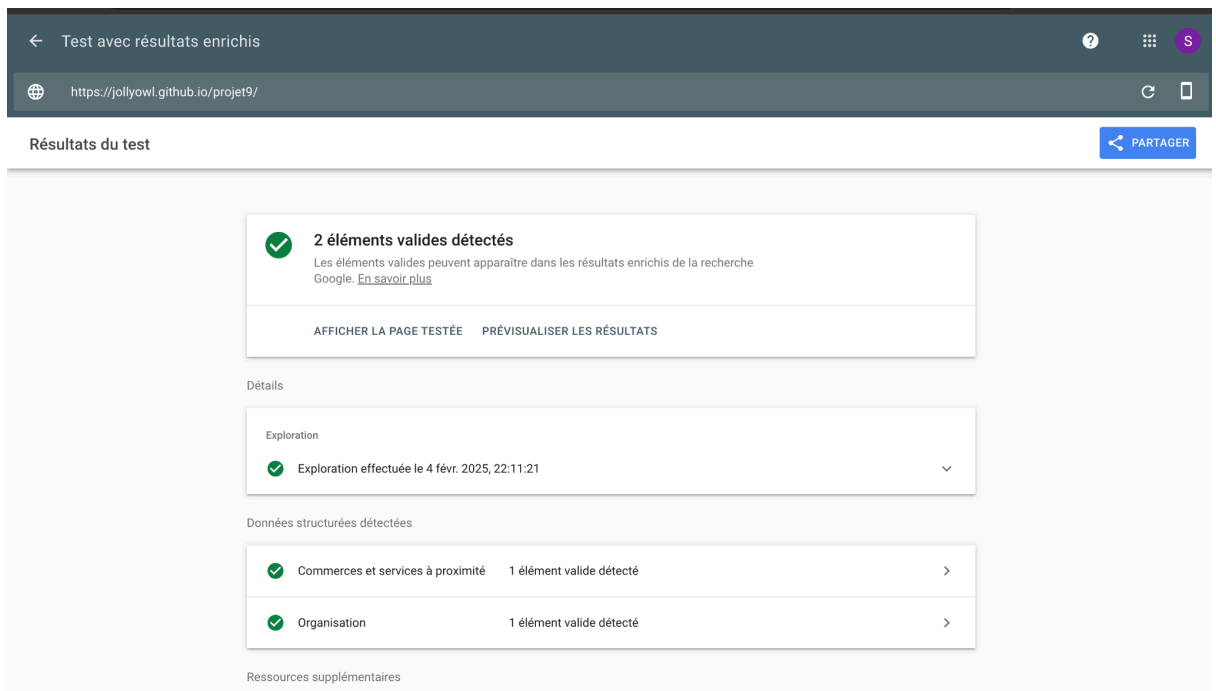 Test avec résultats enrichis
S
https://jollyowl.github.io/projet9/
Résultats du test
PARTAGER
2 éléments valides détectés
Les éléments valides peuvent apparaître dans les résultats enrichis de la recherche
Google. En savoir plus
AFFICHER LA PAGE TESTÉE PRÉVISUALISER LES RÉSULTATS
Détails
Exploration
Exploration effectuée le 4 févr. 2025, 22:11:21
Données structurées détectées
Commerces et services à proximité 1 élément valide détecté
Organisation 1 élément valide détecté
Ressources supplémentaires